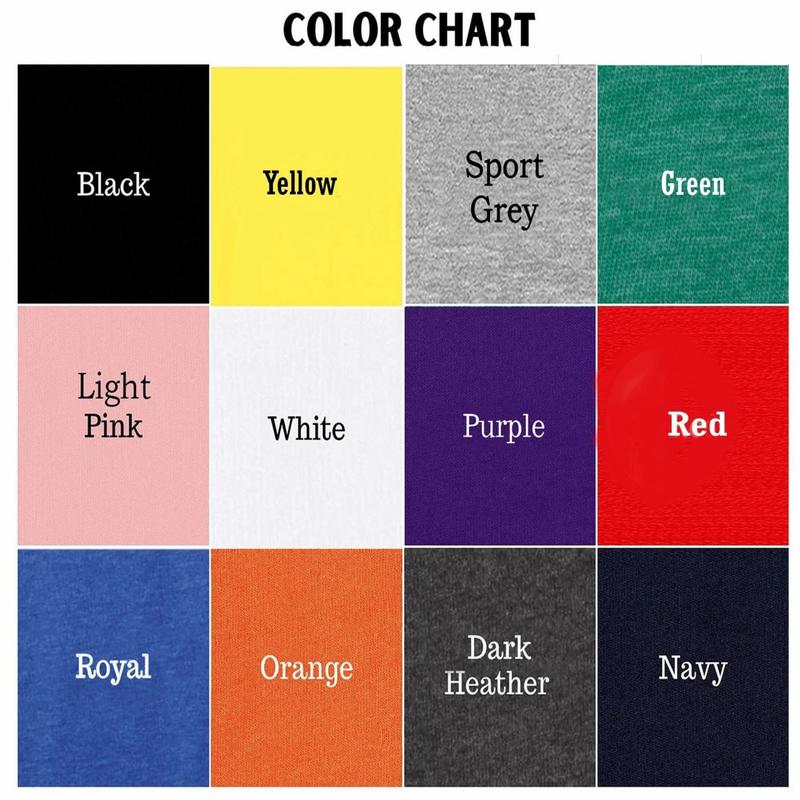 COLOR CHART
Black
Yellow
Sport
Grey
Green
Light
Pink
White
Purple
Red
Royal
Orange
Dark
Heather
Navy